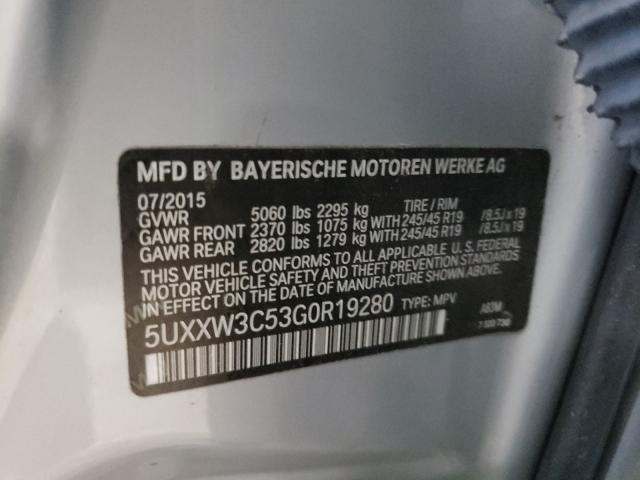 MFD BY BAYERISCHE MOTOREN WERKE AG
07/2015
GVWR 5060 lbs 2295 kg TIRE / RIM
GAWR FRONT 2370 lbs 1075 kg WITH 245/45 R19 /8.5J x 19
GAWR REAR 2820 lbs 1279 kg WITH 245/45 R19 /8.5J x 19
THIS VEHICLE CONFORMS TO ALL APPLICABLE U.S. FEDERAL
MOTOR VEHICLE SAFETY AND THEFT PREVENTION STANDARDS
IN EFFECT ON THE DATE OF MANUFACTURE SHOWN ABOVE.
5UXXW3C53G0R19280 TYPE: MPV